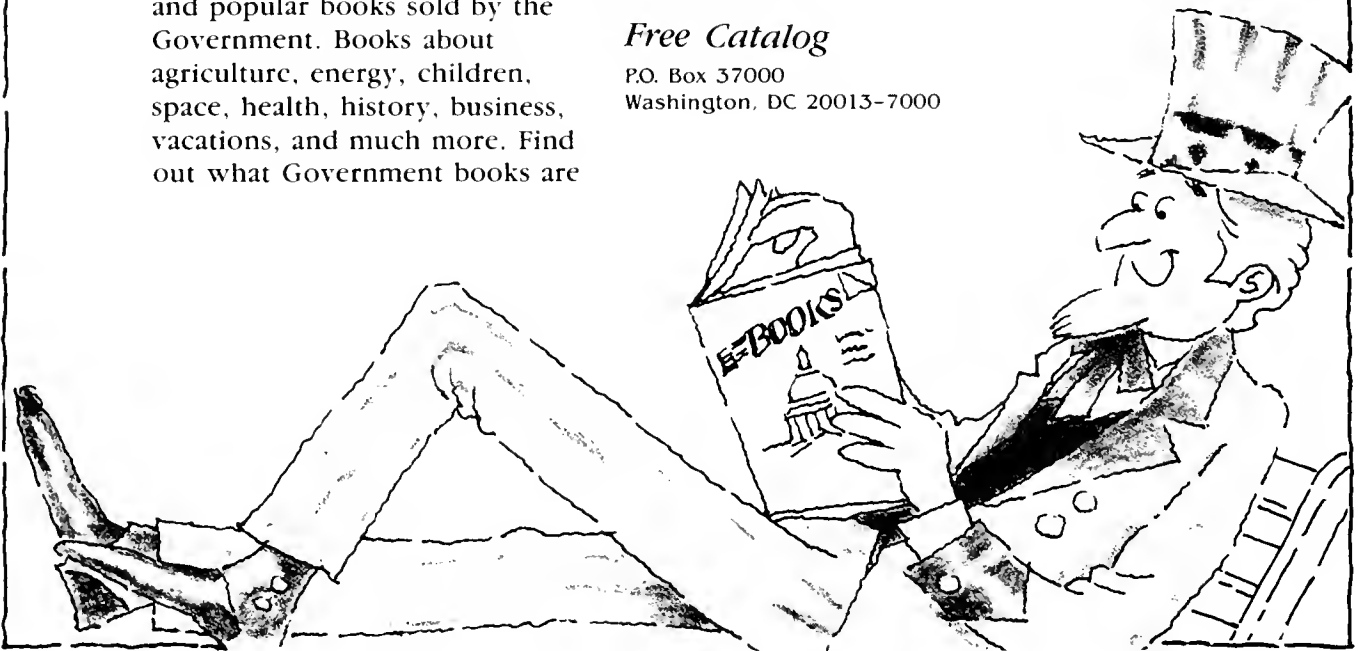 and popular books sold by the
Government. Books about
agriculture, energy, children,
space, health, history, business,
vacations, and much more. Find
out what Government books are
Free Catalog
P.O. Box 37000
Washington, DC 20013-7000
BOOKS